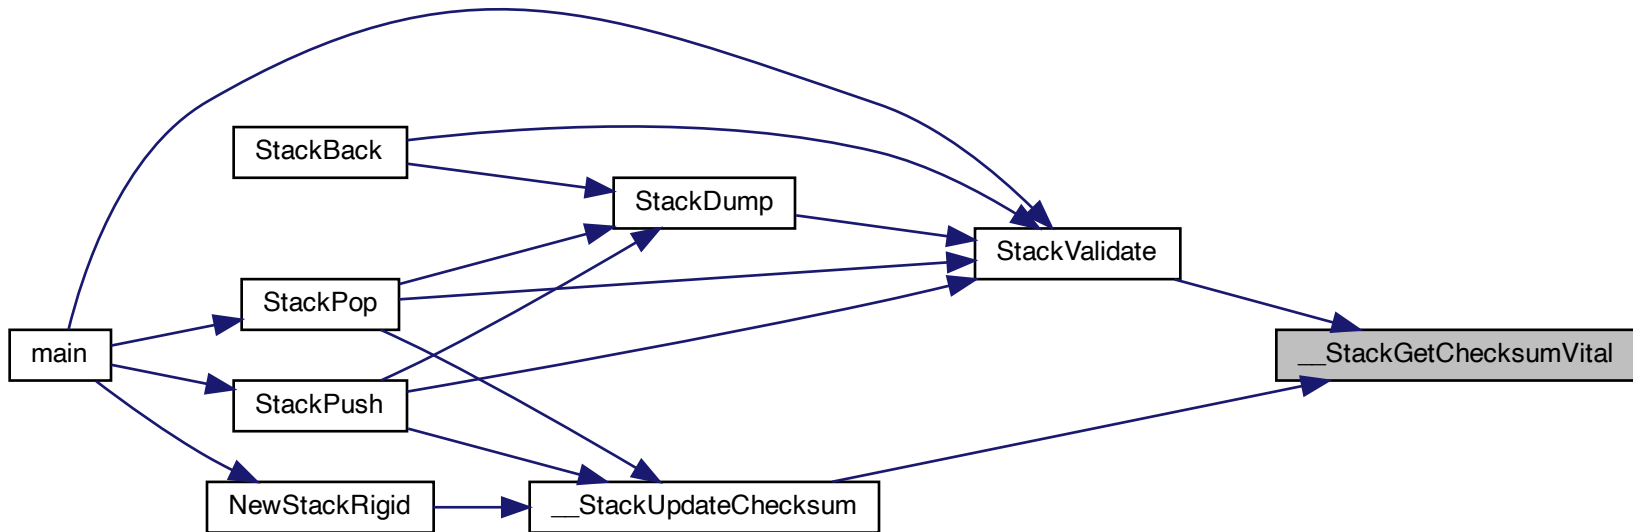 StackBack
StackDump
StackValidate
StackPop
main
__StackGetChecksumVital
StackPush
NewStackRigid
__StackUpdateChecksum